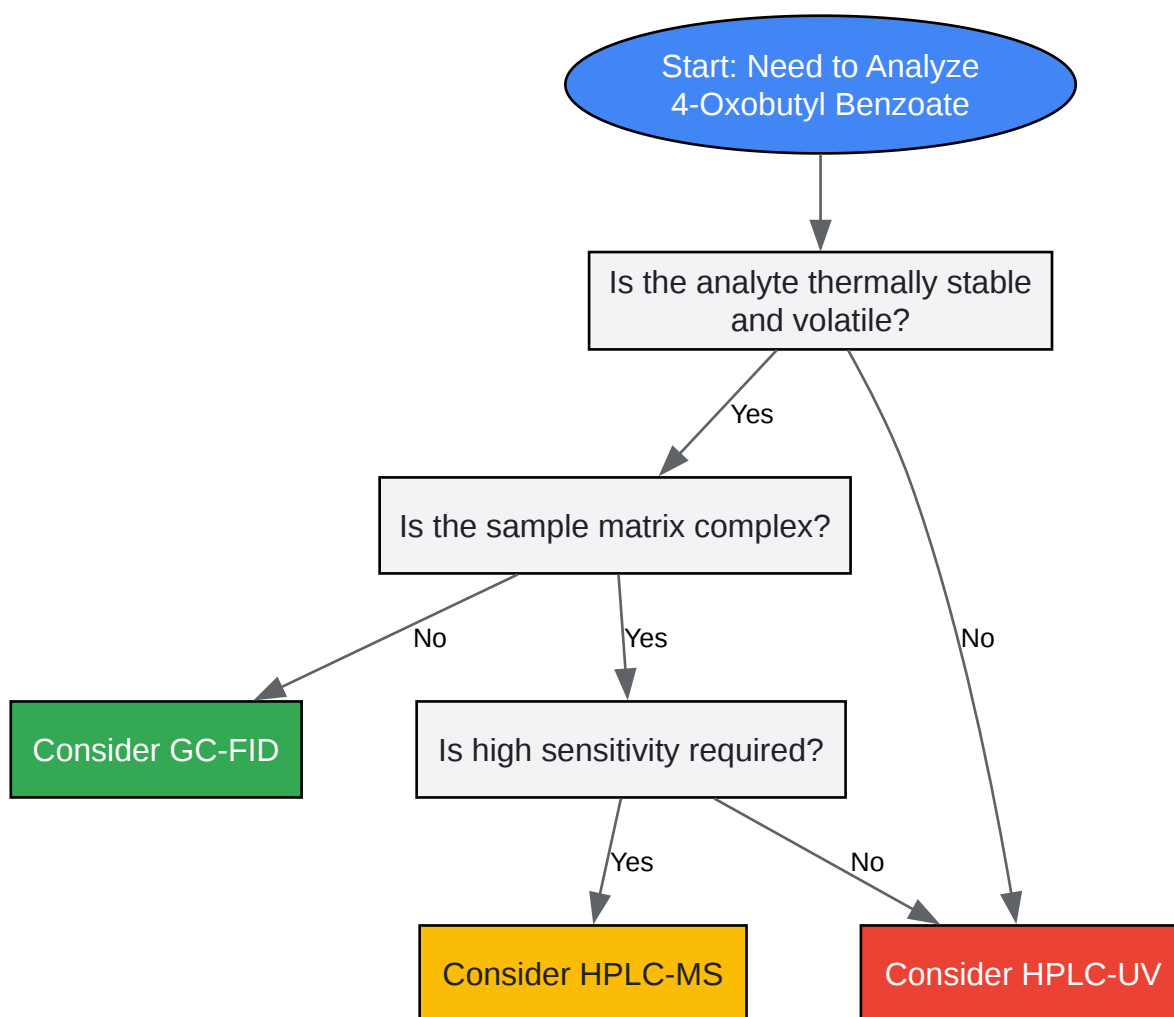 Start: Need to Analyze
4-Oxobutyl Benzoate
Is the analyte thermally stable
and volatile?
Yes
Is the sample matrix complex?
No
Yes
No
Consider GC-FID
Is high sensitivity required?
Yes
No
Consider HPLC-MS
Consider HPLC-UV